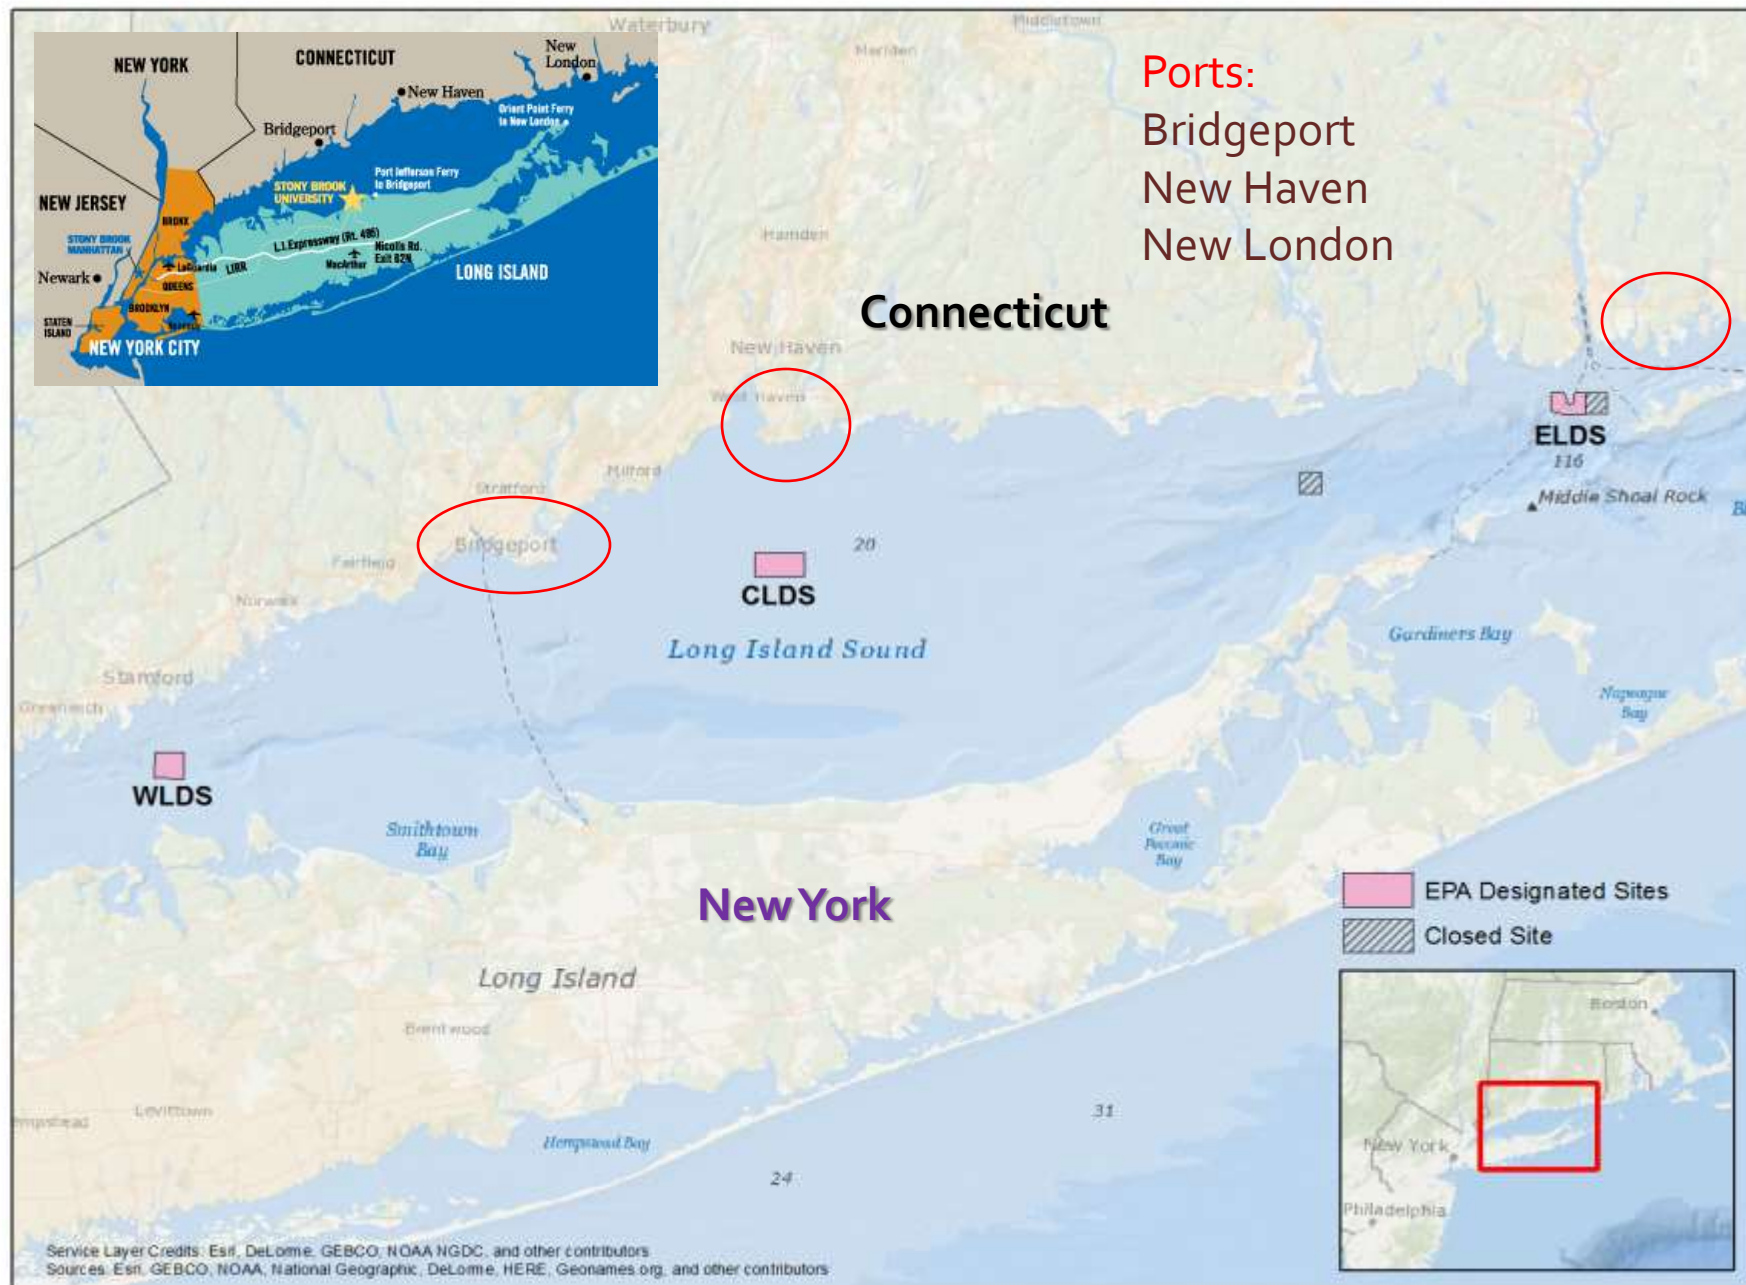 Waterbury
Middletown
Meriden
NEW YORK
CONNECTICUT
New
London
New Haven
Orient Point Ferry
to New London
Bridgeport
Port Jefferson Ferry
to Bridgeport
STONY BROOK
UNIVERSITY
NEW JERSEY
BRONX
STONY BROOK
MANHATTAN
L.I. Expressway (Rt. 495)
Nicolls Rd.
Exit 62N
MacArthur
LaGuardia
LIRR
Newark
QUEENS
LONG ISLAND
BROOKLYN
STATEN
ISLAND
NEW YORK CITY
Ports:
Bridgeport
New Haven
New London
Hamden
Connecticut
New Haven
West Haven
ELDS
116
Middle Shoal Rock
Milford
Stratford
Bridgeport
Fairfield
Norwalk
20
CLDS
Long Island Sound
Gardiners Bay
Stamford
Greenwich
Napeague
Bay
WLDS
Smithtown
Bay
Great
Peconic
Bay
New York
EPA Designated Sites
Closed Site
Long Island
Brentwood
Boston
Levittown
31
Hempstead Bay
New York
24
Philadelphia
Service Layer Credits: Esri, DeLorme, GEBCO, NOAA NGDC, and other contributors
Sources: Esri, GEBCO, NOAA, National Geographic, DeLorme, HERE, Geonames.org, and other contributors